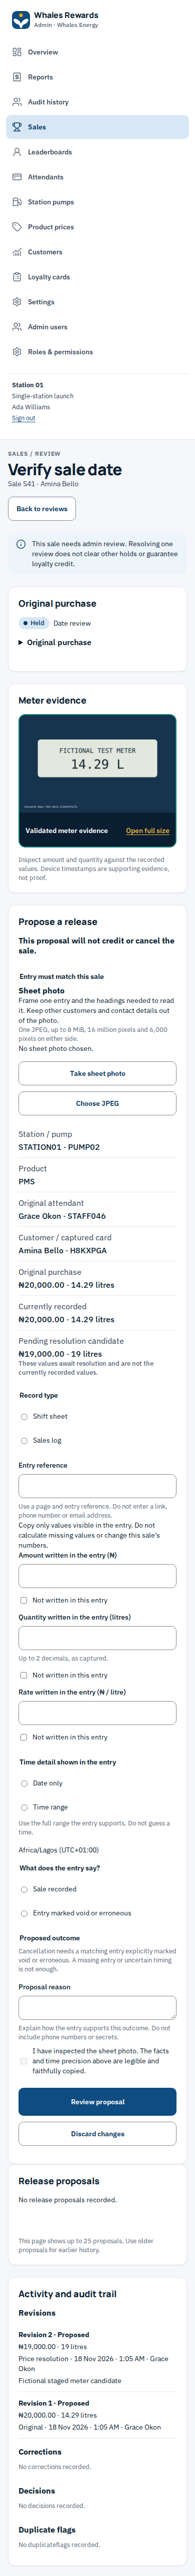 Whales Rewards
Admin · Whales Energy
Overview
Reports
Audit history
Sales
Leaderboards
Attendants
Station pumps
Product prices
Customers
Loyalty cards
Settings
Admin users
Roles & permissions
Station 01
Single-station launch
Ada Williams
Sign out
SALES / REVIEW
Verify sale date
Sale S41 · Amina Bello
Back to reviews
This sale needs admin review. Resolving one
review does not clear other holds or guarantee
loyalty credit.
Original purchase
Held Date review
Original purchase
Meter evidence
FICTIONAL TEST METER
14.29 L
Validated meter evidence Open full size
Inspect amount and quantity against the recorded
values. Device timestamps are supporting evidence,
not proof.
Propose a release
This proposal will not credit or cancel the
sale.
Entry must match this sale
Sheet photo
Frame one entry and the headings needed to read
it. Keep other customers and contact details out
of the photo.
One JPEG, up to 8 MiB, 16 million pixels and 6,000
pixels on either side.
No sheet photo chosen.
Take sheet photo
Choose JPEG
Station / pump
STATION01 · PUMP02
Product
PMS
Original attendant
Grace Okon · STAFF046
Customer / captured card
Amina Bello · H8KXPGA
Original purchase
₦20,000.00 · 14.29 litres
Currently recorded
₦20,000.00 · 14.29 litres
Pending resolution candidate
₦19,000.00 · 19 litres
These values await resolution and are not the
currently recorded values.
Record type
Shift sheet
Sales log
Entry reference
Use a page and entry reference. Do not enter a link,
phone number or email address.
Copy only values visible in the entry. Do not
calculate missing values or change this sale's
numbers.
Amount written in the entry (₦)
Not written in this entry
Quantity written in the entry (litres)
Up to 2 decimals, as captured.
Not written in this entry
Rate written in the entry (₦ / litre)
Not written in this entry
Time detail shown in the entry
Date only
Time range
Use the full range the entry supports. Do not guess a
time.
Africa/Lagos (UTC+01:00)
What does the entry say?
Sale recorded
Entry marked void or erroneous
Proposed outcome
Cancellation needs a matching entry explicitly marked
void or erroneous. A missing entry or uncertain timing
is not enough.
Proposal reason
Explain how the entry supports this outcome. Do not
include phone numbers or secrets.
I have inspected the sheet photo. The facts
and time precision above are legible and
faithfully copied.
Review proposal
Discard changes
Release proposals
No release proposals recorded.
This page shows up to 25 proposals. Use older
proposals for earlier history.
Activity and audit trail
Revisions
Revision 2 · Proposed
₦19,000.00 · 19 litres
Price resolution · 18 Nov 2026 · 1:05 AM · Grace
Okon
Fictional staged meter candidate
Revision 1 · Proposed
₦20,000.00 · 14.29 litres
Original · 18 Nov 2026 · 1:05 AM · Grace Okon
Corrections
No corrections recorded.
Decisions
No decisions recorded.
Duplicate flags
No duplicateflags recorded.